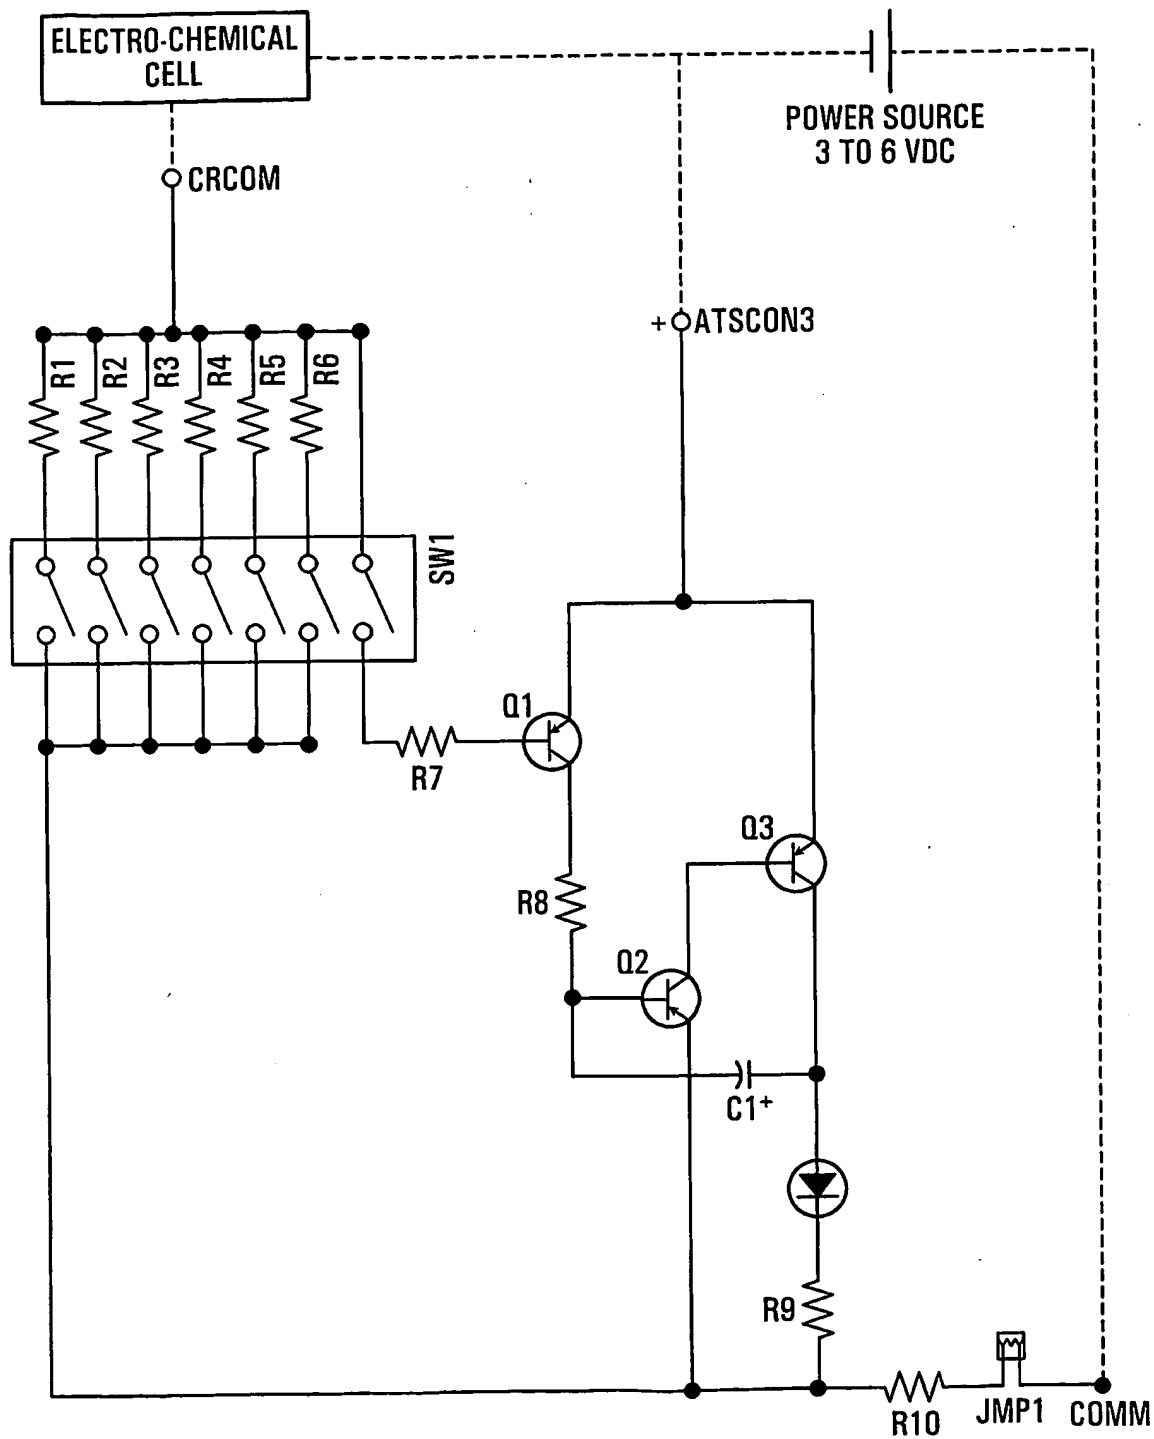 ELECTRO-CHEMICAL
CELL
POWER SOURCE
3 TO 6 VDC
CRCOM
+ ATSCON3
R1
R2
R3
R4
R5
R6
SW1
Q1
R7
Q3
R8
Q2
C1+
R9
R10
JMP1
COMM